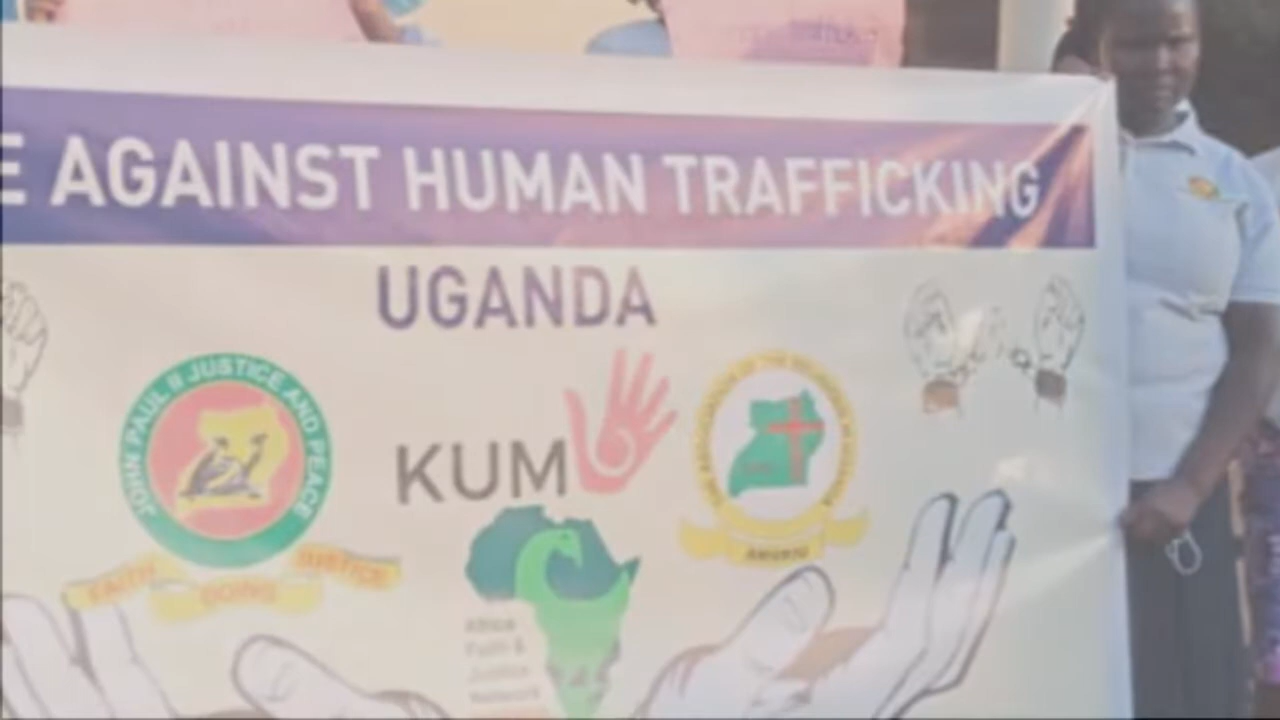 E AGAINST HUMAN TRAFFICKING
UGANDA
JOHN PAUL II JUSTICE AND PEACE
FAITH DOING JUSTICE
KUM
Africa
Faith &
Justice
Network